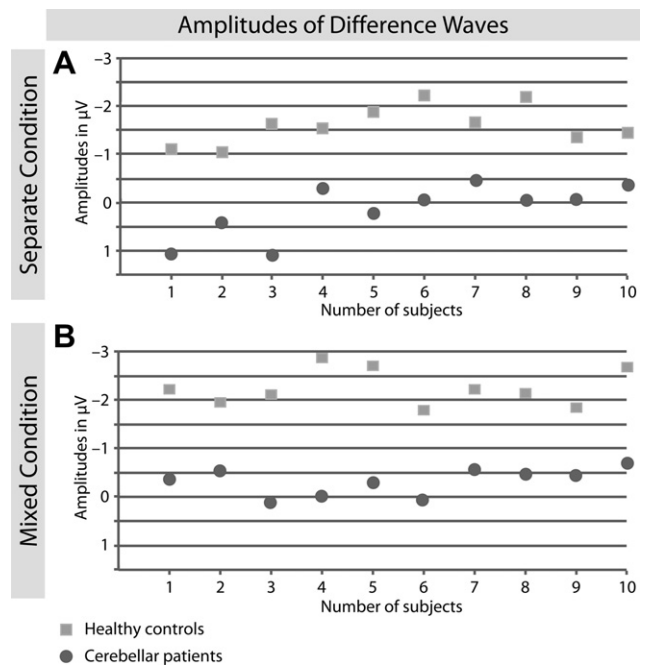 Amplitudes of Difference Waves
Separate Condition
A
Amplitudes in µV
−3
−2
−1
0
1
1 2 3 4 5 6 7 8 9 10
Number of subjects
Mixed Condition
B
Amplitudes in µV
−3
−2
−1
0
1
1 2 3 4 5 6 7 8 9 10
Number of subjects
Healthy controls
Cerebellar patients